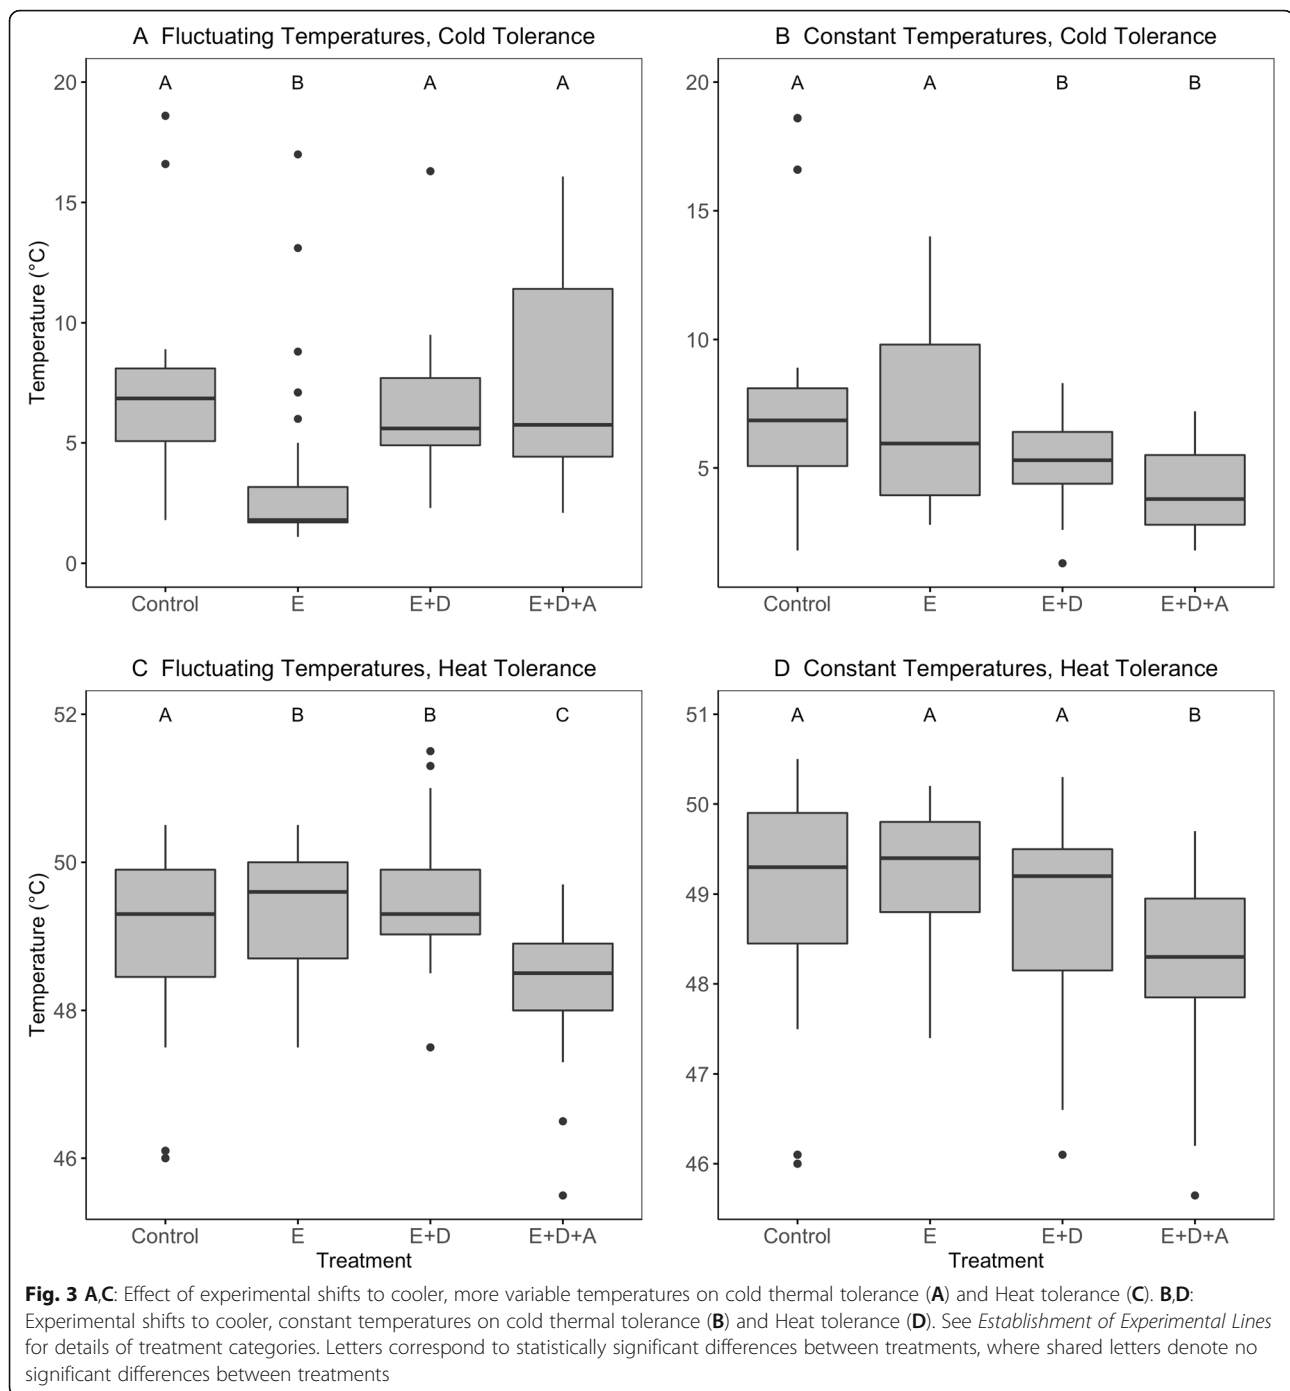 A Fluctuating Temperatures, Cold Tolerance
A B A A
20
15
10
5
0
Temperature (°C)
Control E E+D E+D+A
B Constant Temperatures, Cold Tolerance
A A B B
20
15
10
5
Control E E+D E+D+A
C Fluctuating Temperatures, Heat Tolerance
A B B C
52
50
48
46
Temperature (°C)
Control E E+D E+D+A
Treatment
D Constant Temperatures, Heat Tolerance
A A A B
51
50
49
48
47
46
Control E E+D E+D+A
Treatment
Fig. 3 A,C: Effect of experimental shifts to cooler, more variable temperatures on cold thermal tolerance (A) and Heat tolerance (C). B,D:
Experimental shifts to cooler, constant temperatures on cold thermal tolerance (B) and Heat tolerance (D). See Establishment of Experimental Lines
for details of treatment categories. Letters correspond to statistically significant differences between treatments, where shared letters denote no
significant differences between treatments